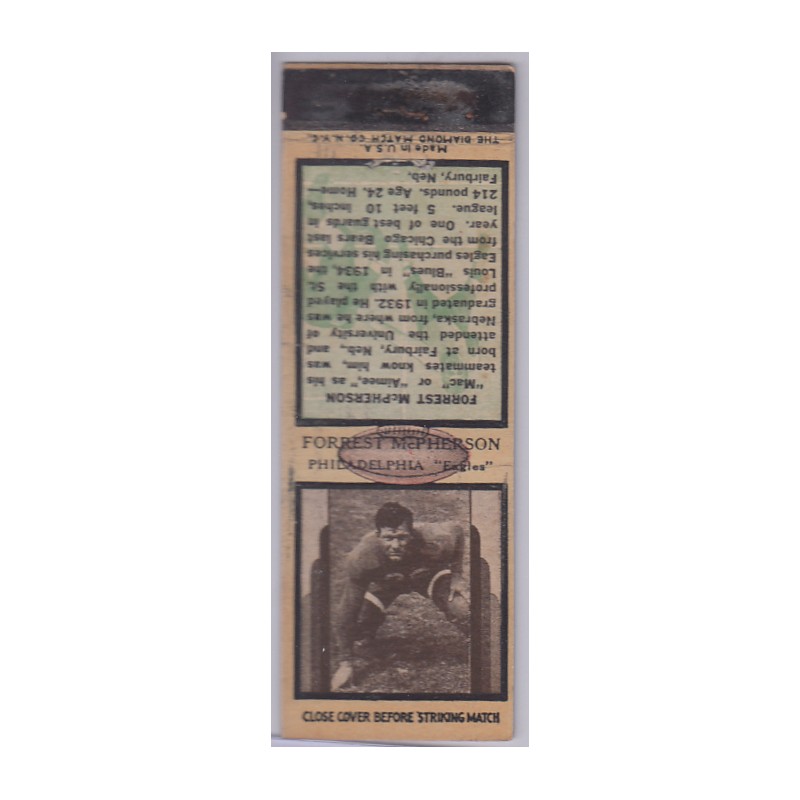 THE DIAMOND MATCH CO. N.Y.C.
Made in U.S.A.
FORREST McPHERSON
"Mac" or "Aimee," as his
teammates know him, was
born at Fairbury, Neb., and
attended the University of
Nebraska, from where he was
graduated in 1932. He played
professionally with the St.
Louis "Blues" in 1934, the
Eagles purchasing his services
from the Chicago Bears last
year. One of best guards in
league. 5 feet 10 inches,
214 pounds. Age 24. Home—
Fairbury, Neb.
FORREST McPHERSON
PHILADELPHIA "Eagles"
CLOSE COVER BEFORE STRIKING MATCH